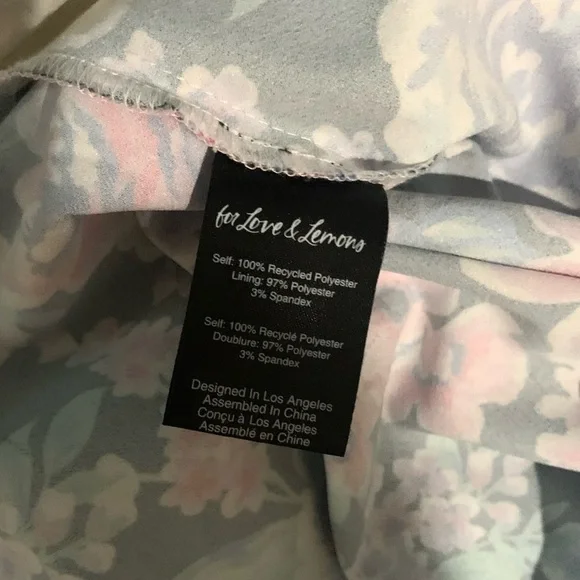 for Love & Lemons
Self: 100% Recycled Polyester
Lining: 97% Polyester
3% Spandex
Self: 100% Recyclé Polyester
Doublure: 97% Polyester
3% Spandex
Designed In Los Angeles
Assembled In China
Conçu à Los Angeles
Assemblé en Chine